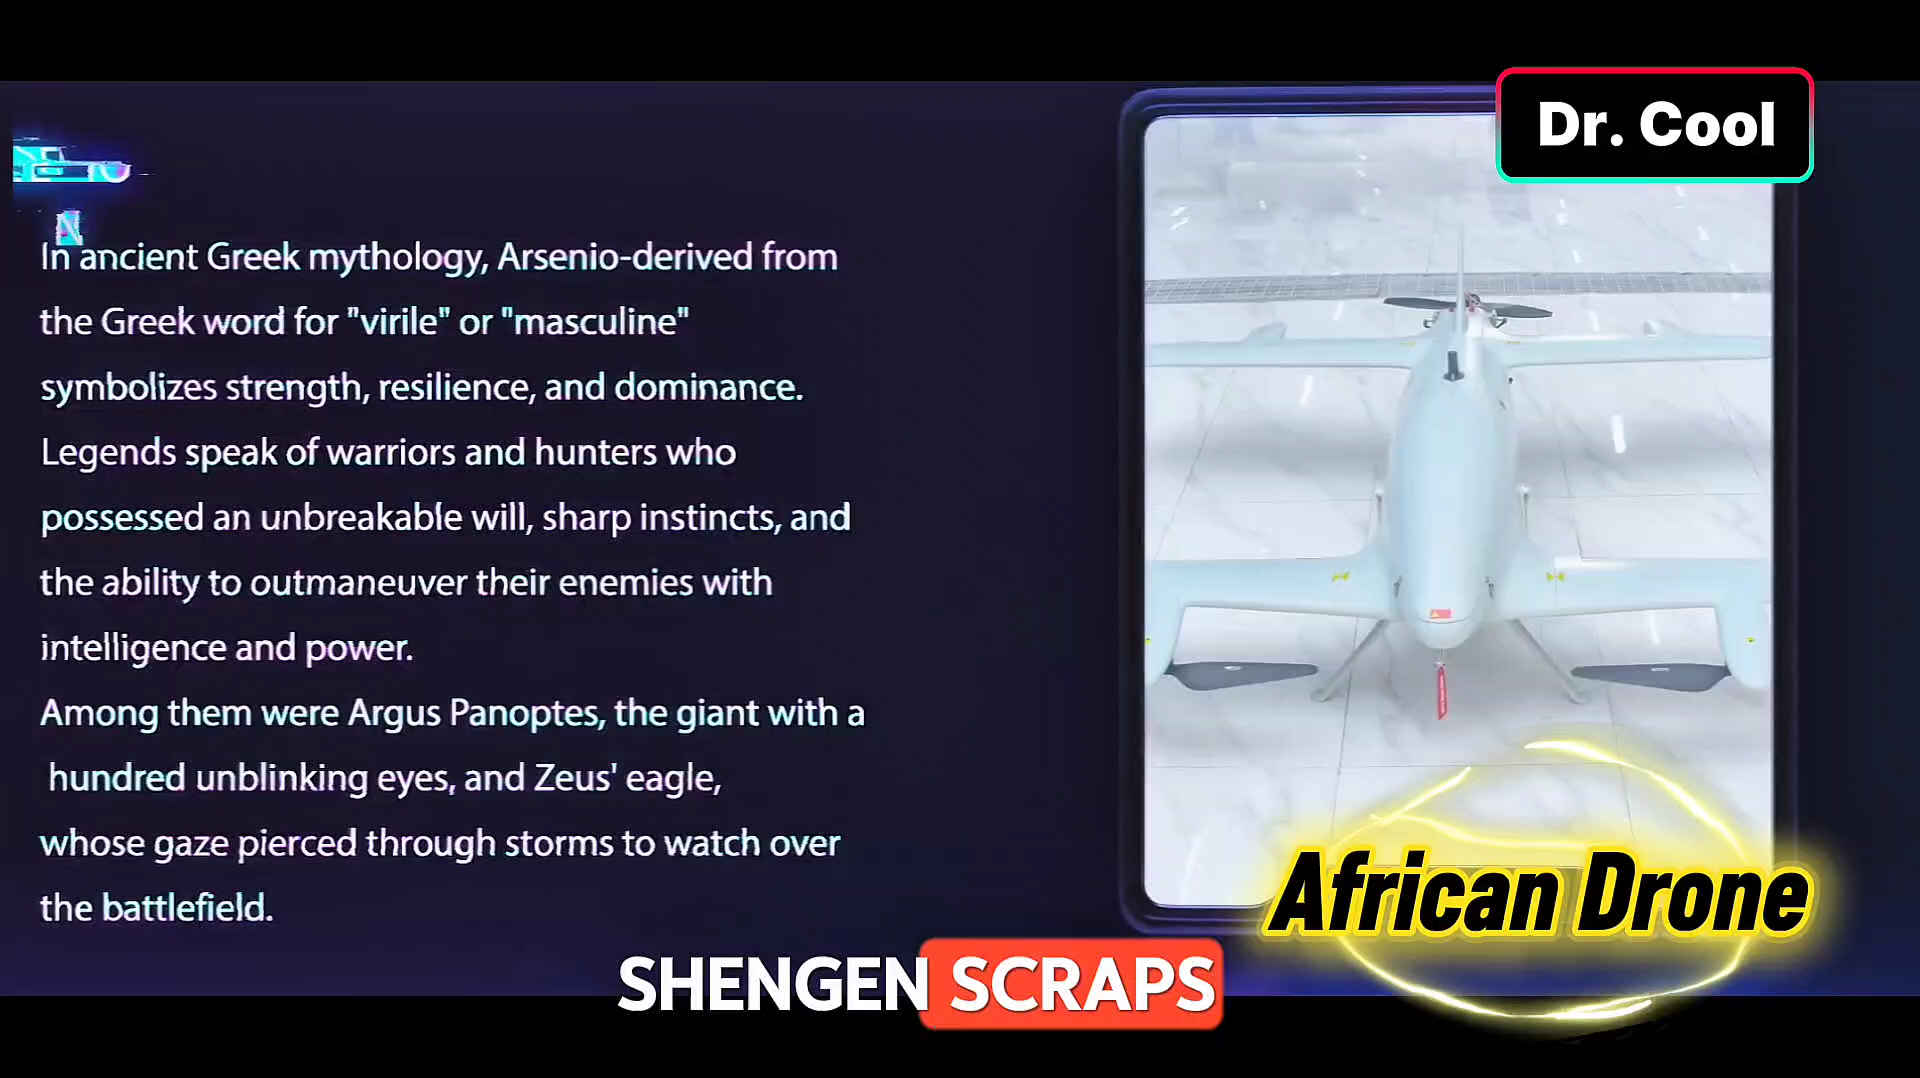 Dr. Cool
In ancient Greek mythology, Arsenio-derived from
the Greek word for "virile" or "masculine"
symbolizes strength, resilience, and dominance.
Legends speak of warriors and hunters who
possessed an unbreakable will, sharp instincts, and
the ability to outmaneuver their enemies with
intelligence and power.
Among them were Argus Panoptes, the giant with a
hundred unblinking eyes, and Zeus' eagle,
whose gaze pierced through storms to watch over
the battlefield.
African Drone
SHENGEN SCRAPS